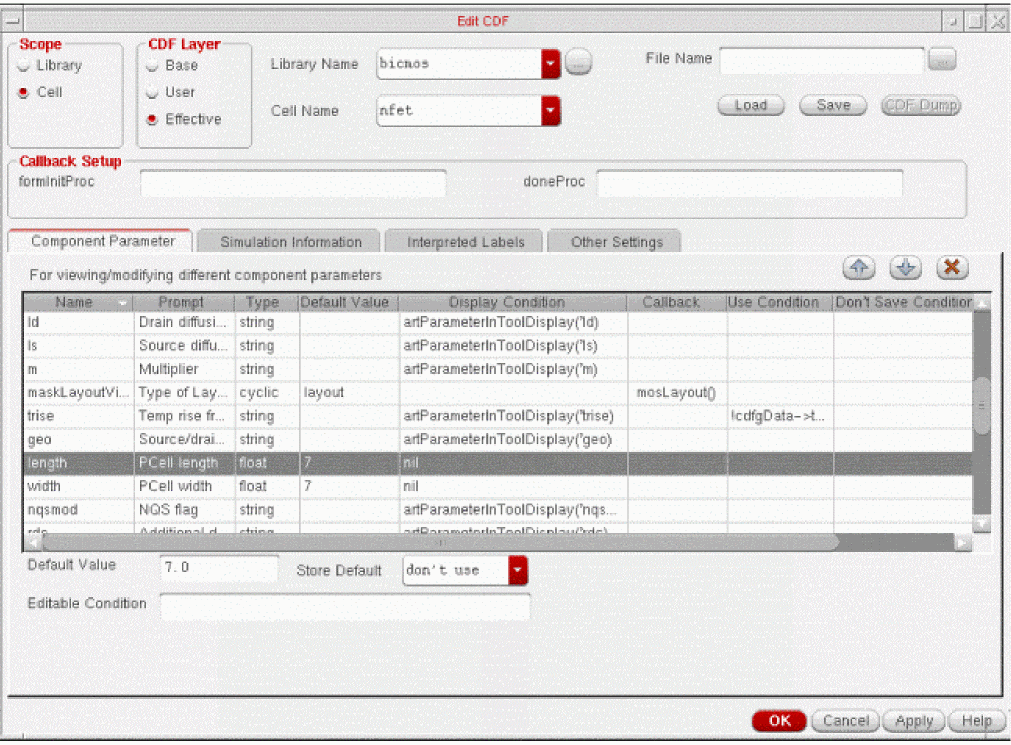 Edit CDF
Scope
Library
Cell
CDF Layer
Base
User
Effective
Library Name
bicmos
...
File Name
...
Cell Name
nfet
Load Save CDF Dump
Callback Setup
formInitProc
doneProc
Component Parameter Simulation Information Interpreted Labels Other Settings
For viewing/modifying different component parameters
Name Prompt Type Default Value Display Condition Callback Use Condition Don't Save Condition
ld Drain diffusi... string artParameterInToolDisplay('ld)
ls Source diffu... string artParameterInToolDisplay('ls)
m Multiplier string artParameterInToolDisplay('m)
maskLayoutVi... Type of Lay... cyclic layout mosLayout()
trise Temp rise fr... string artParameterInToolDisplay('trise) !cdfgData->t...
geo Source/drai... string artParameterInToolDisplay('geo)
length PCell length float 7 nil
width PCell width float 7 nil
nqsmod NQS flag string artParameterInToolDisplay('nqs...
rdc Additional d string artParameterInToolDisplay('rdc)
Default Value 7.0 Store Default don't use
Editable Condition
OK Cancel Apply Help